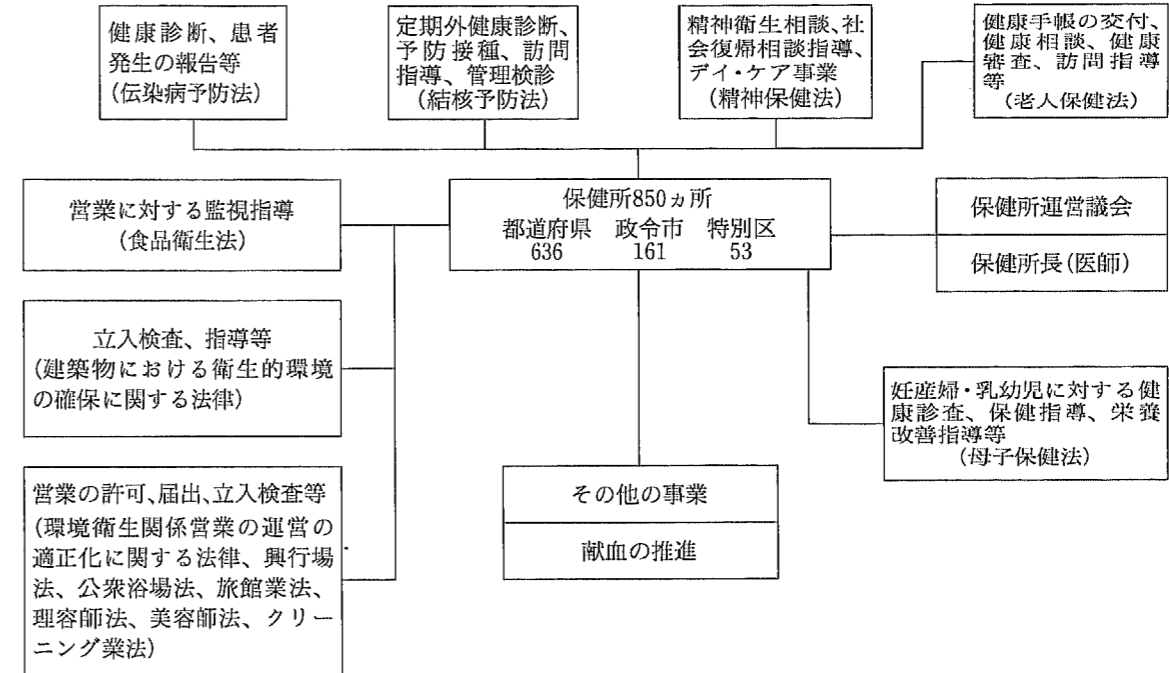 健康診断、患者
発生の報告等
(伝染病予防法)
定期外健康診断、
予防接種、訪問
指導、管理検診
(結核予防法)
精神衛生相談、社
会復帰相談指導、
デイ・ケア事業
(精神保健法)
健康手帳の交付、
健康相談、健康
審査、訪問指導
等
(老人保健法)
営業に対する監視指導
(食品衛生法)
保健所850ヵ所
都道府県 政令市 特別区
636 161 53
保健所運営議会
保健所長(医師)
立入検査、指導等
(建築物における衛生的環境
の確保に関する法律)
妊産婦・乳幼児に対する健
康診査、保健指導、栄養
改善指導等
(母子保健法)
営業の許可、届出、立入検査等
(環境衛生関係営業の運営の
適正化に関する法律、興行場
法、公衆浴場法、旅館業法、
理容師法、美容師法、クリー
ニング業法)
その他の事業
献血の推進